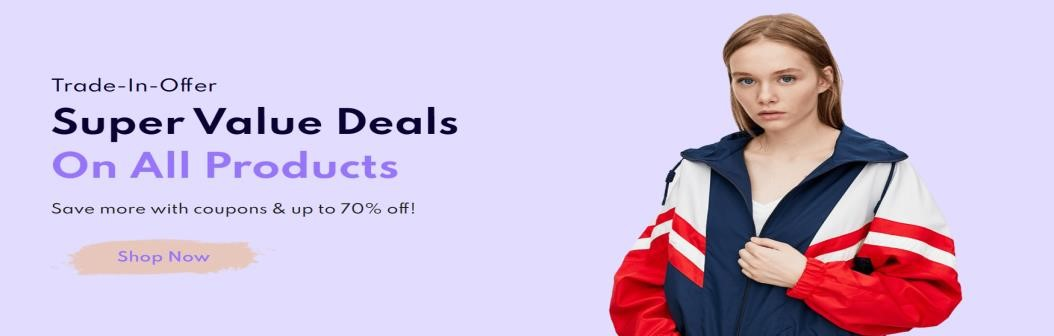 Trade-In-Offer
Super Value Deals
On All Products
Save more with coupons & up to 70% off!
Shop Now